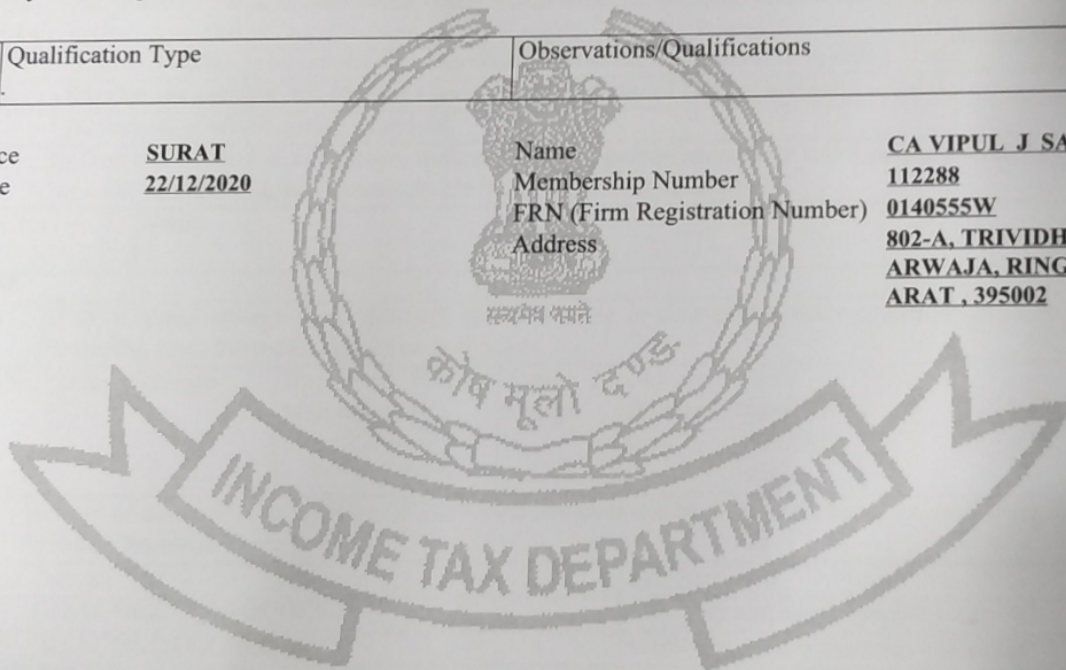 Qualification Type Observations/Qualifications
ce SURAT Name CA VIPUL J SA
e 22/12/2020 Membership Number 112288
FRN (Firm Registration Number) 0140555W
Address 802-A, TRIVIDH
ARWAJA, RING
ARAT , 395002
सत्यमेव जयते
कोष मूलो दण्ड
INCOME TAX DEPARTMENT